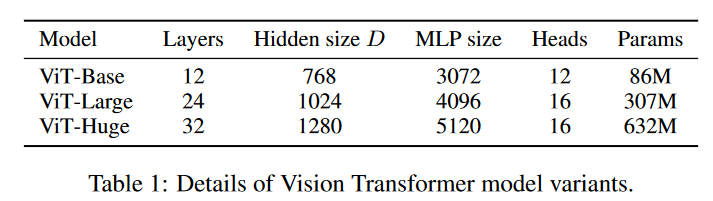 Model Layers Hidden size D MLP size Heads Params
ViT-Base 12 768 3072 12 86M
ViT-Large 24 1024 4096 16 307M
ViT-Huge 32 1280 5120 16 632M
Table 1: Details of Vision Transformer model variants.